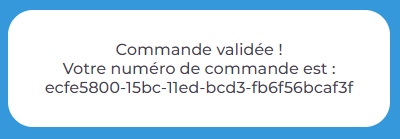 Commande validée !
Votre numéro de commande est :
ecfe5800-15bc-11ed-bcd3-fb6f56bcaf3f